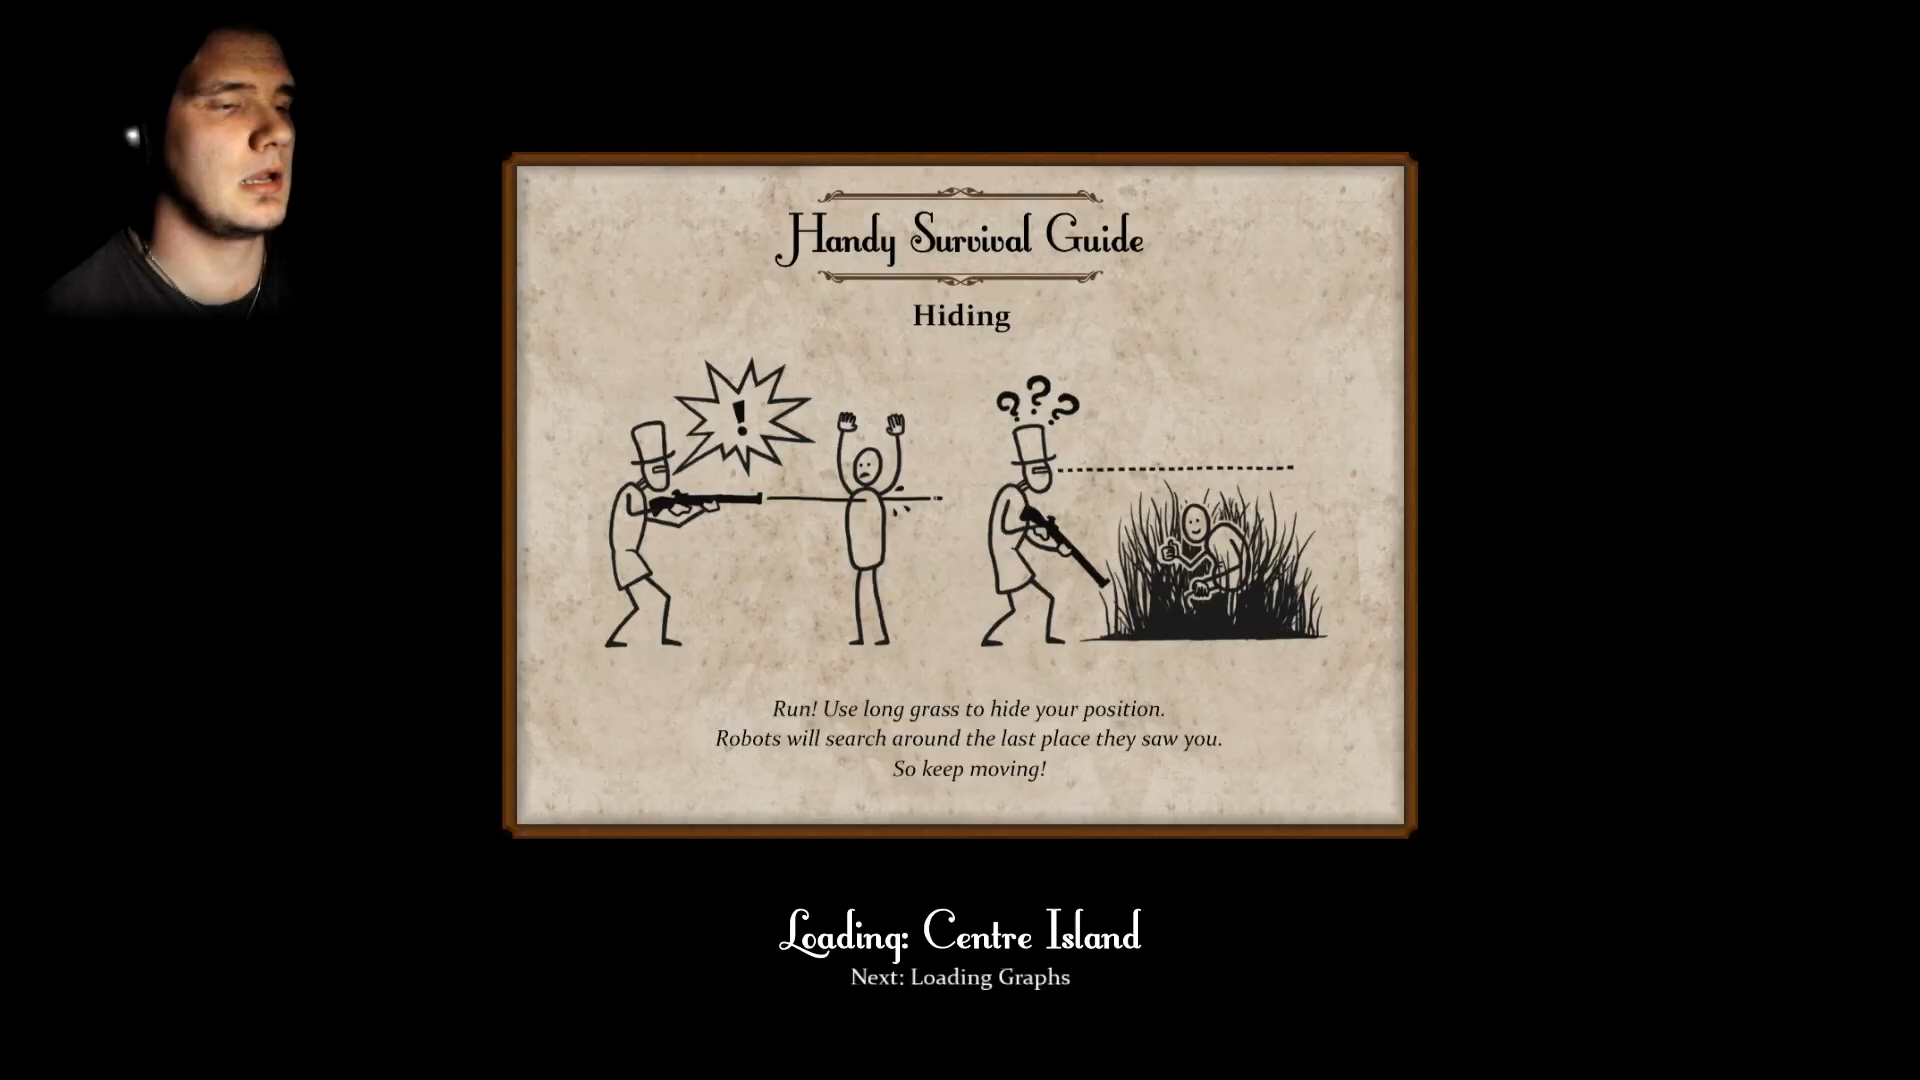 Handy Survival Guide
Hiding
!
? ? ?
Run! Use long grass to hide your position.
Robots will search around the last place they saw you.
So keep moving!
Loading: Centre Island
Next: Loading Graphs